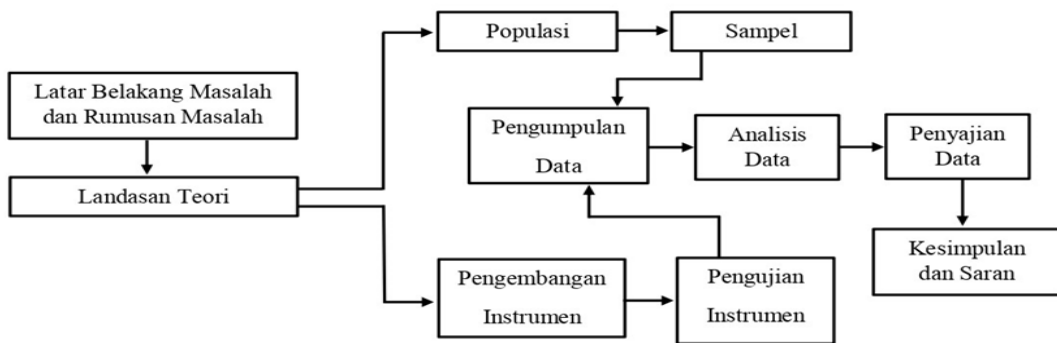 Populasi
Sampel
Latar Belakang Masalah
dan Rumusan Masalah
Landasan Teori
Pengumpulan
Data
Analisis
Data
Penyajian
Data
Kesimpulan
dan Saran
Pengembangan
Instrumen
Pengujian
Instrumen